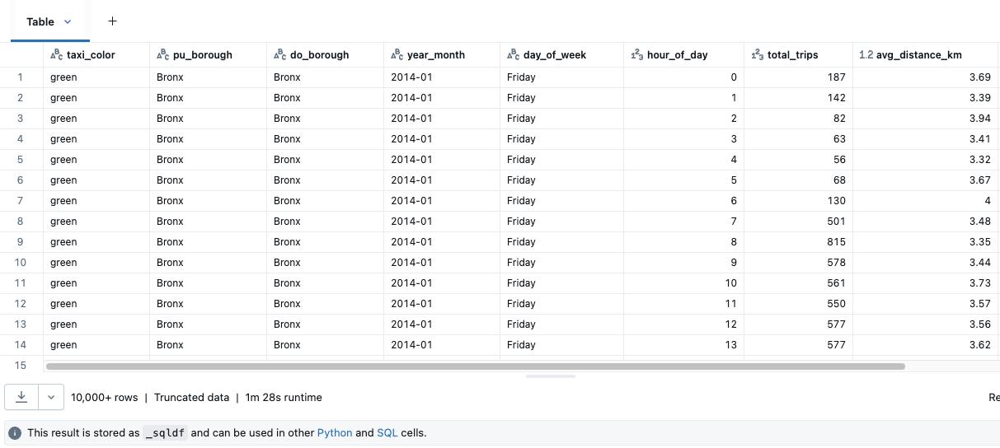 Table
+
taxi_color pu_borough do_borough year_month day_of_week hour_of_day total_trips 1.2 avg_distance_km
1 green Bronx Bronx 2014-01 Friday 0 187 3.69
2 green Bronx Bronx 2014-01 Friday 1 142 3.39
3 green Bronx Bronx 2014-01 Friday 2 82 3.94
4 green Bronx Bronx 2014-01 Friday 3 63 3.41
5 green Bronx Bronx 2014-01 Friday 4 56 3.32
6 green Bronx Bronx 2014-01 Friday 5 68 3.67
7 green Bronx Bronx 2014-01 Friday 6 130 4
8 green Bronx Bronx 2014-01 Friday 7 501 3.48
9 green Bronx Bronx 2014-01 Friday 8 815 3.35
10 green Bronx Bronx 2014-01 Friday 9 578 3.44
11 green Bronx Bronx 2014-01 Friday 10 561 3.73
12 green Bronx Bronx 2014-01 Friday 11 550 3.57
13 green Bronx Bronx 2014-01 Friday 12 577 3.56
14 green Bronx Bronx 2014-01 Friday 13 577 3.62
15
10,000+ rows | Truncated data | 1m 28s runtime
Re
This result is stored as _sqldf and can be used in other Python and SQL cells.